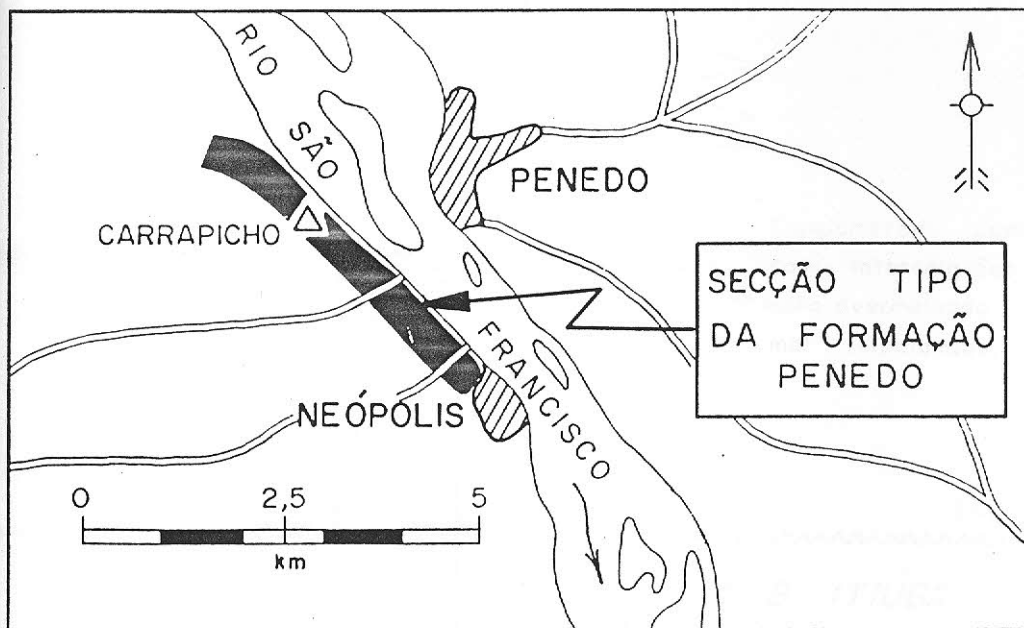 RIO
SÃO
FRANCISCO
PENEDO
CARRAPICHO
SECÇÃO TIPO
DA FORMAÇÃO
PENEDO
NEÓPOLIS
0 2,5 5
km